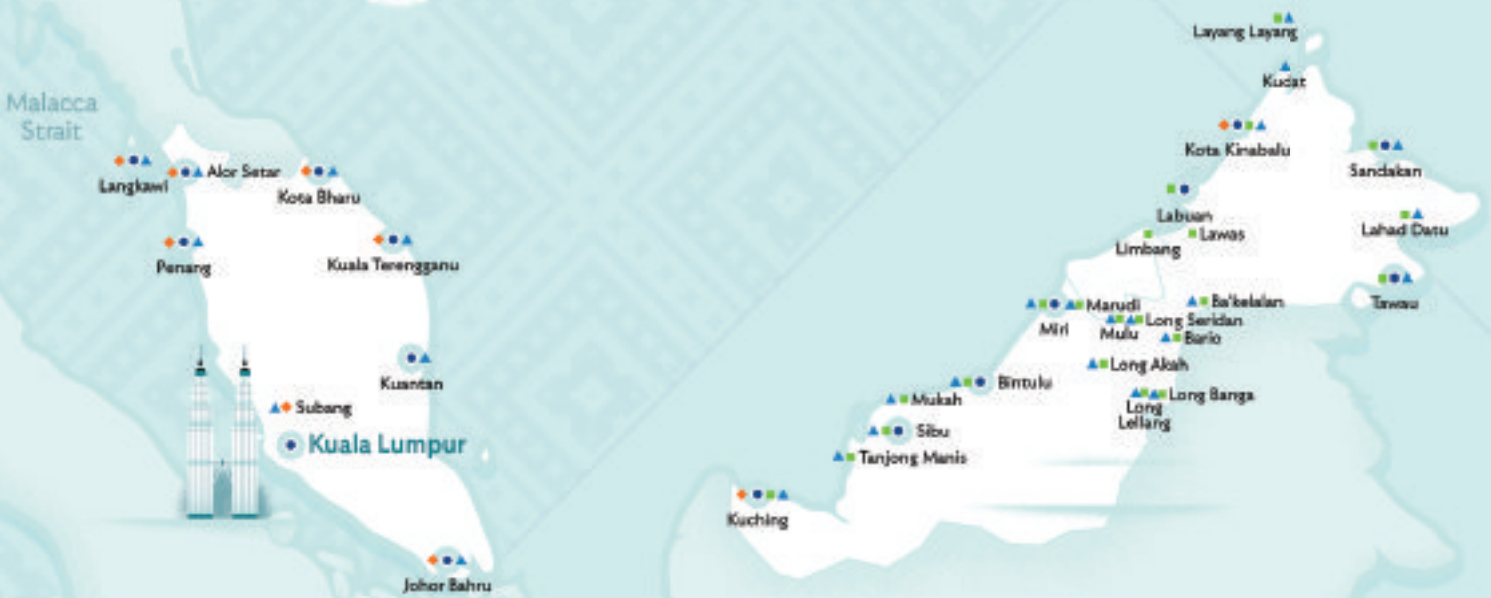 Malacca
Strait
Langkawi
Alor Setar
Kota Bharu
Penang
Kuala Terengganu
Kuantan
Subang
Kuala Lumpur
Johor Bahru
Layang Layang
Kudat
Kota Kinabalu
Sandakan
Labuan
Lahad Datu
Limbang
Lawas
Tawau
Miri
Marudi
Ba'kelalan
Mulu
Long Seridan
Bario
Long Akah
Bintulu
Mukah
Long Banga
Long
Lellang
Sibu
Tanjong Manis
Kuching